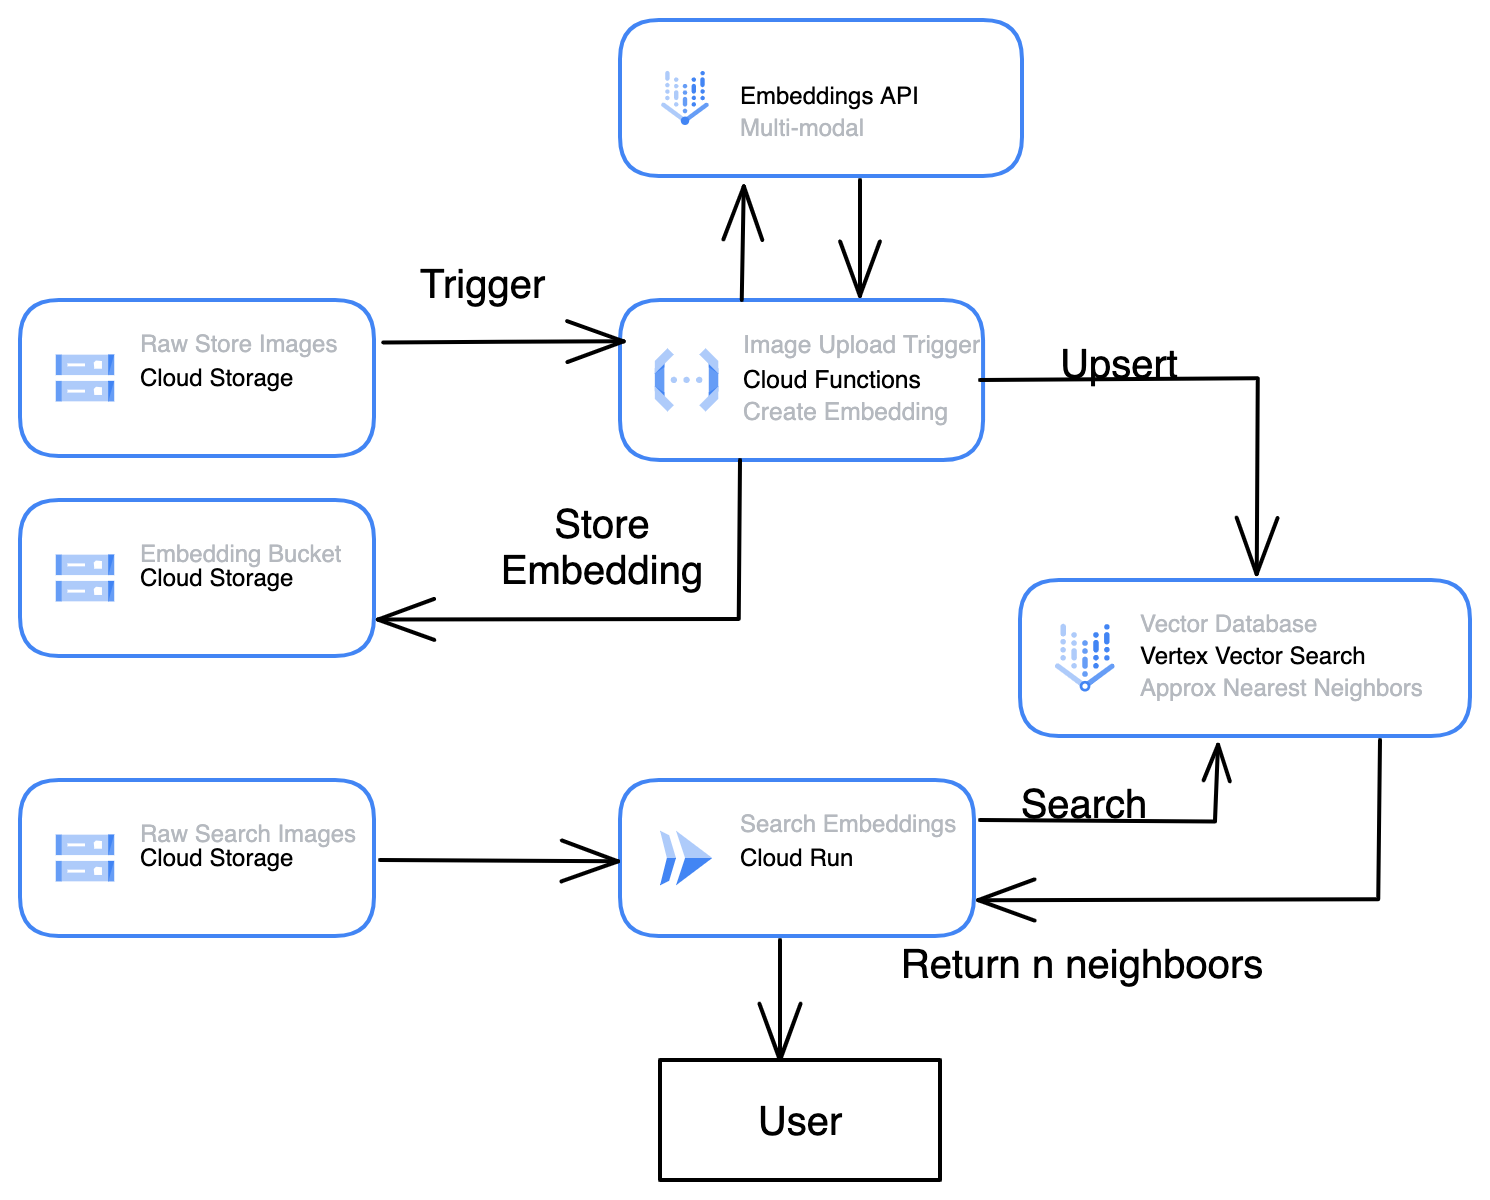 Embeddings API
Multi-modal
Trigger
Raw Store Images
Cloud Storage
Image Upload Trigger
Cloud Functions
Create Embedding
Upsert
Store
Embedding
Embedding Bucket
Cloud Storage
Vector Database
Vertex Vector Search
Approx Nearest Neighbors
Raw Search Images
Cloud Storage
Search Embeddings
Cloud Run
Search
Return n neighboors
User